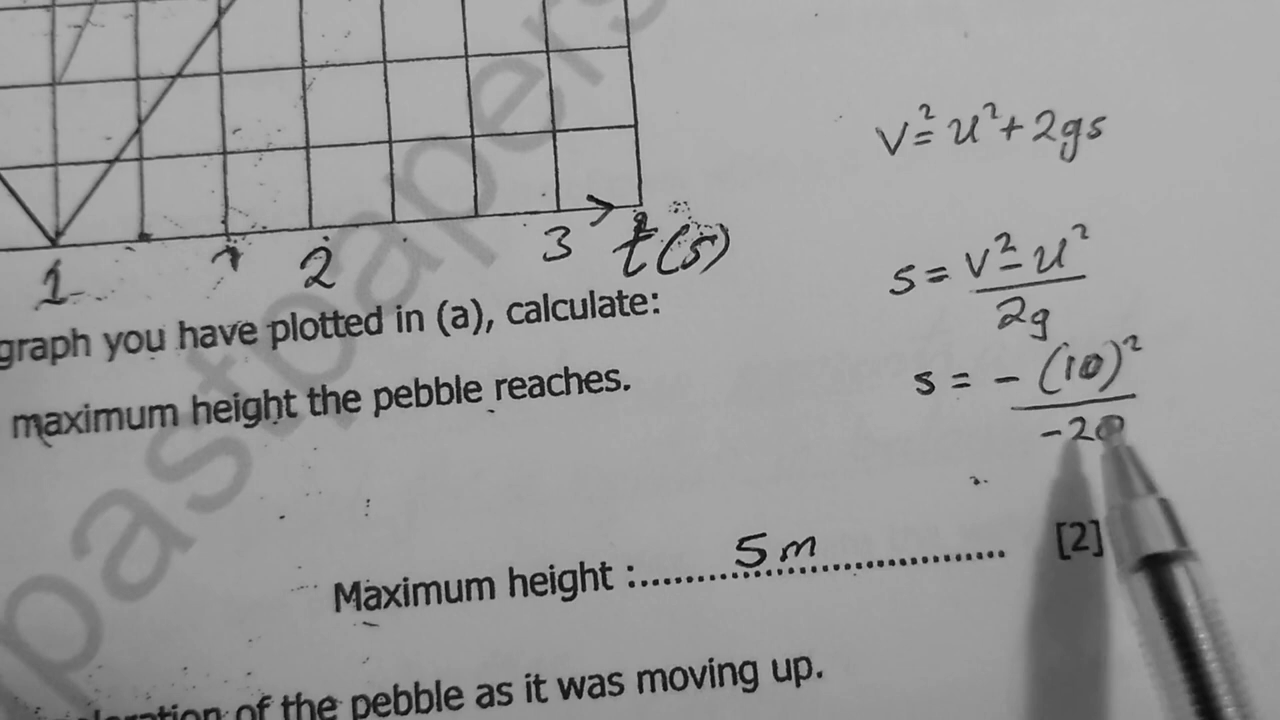 v² = u² + 2gs
1 2 3 t(s)
s = v² - u² / 2g
graph you have plotted in (a), calculate:
s = - (10)² / -20
maximum height the pebble reaches.
Maximum height :..........5m.................... [2]
of the pebble as it was moving up.
pastpapers